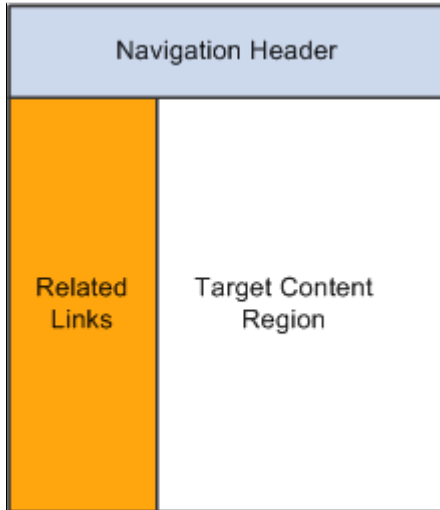 Navigation Header
Related
Links
Target Content
Region